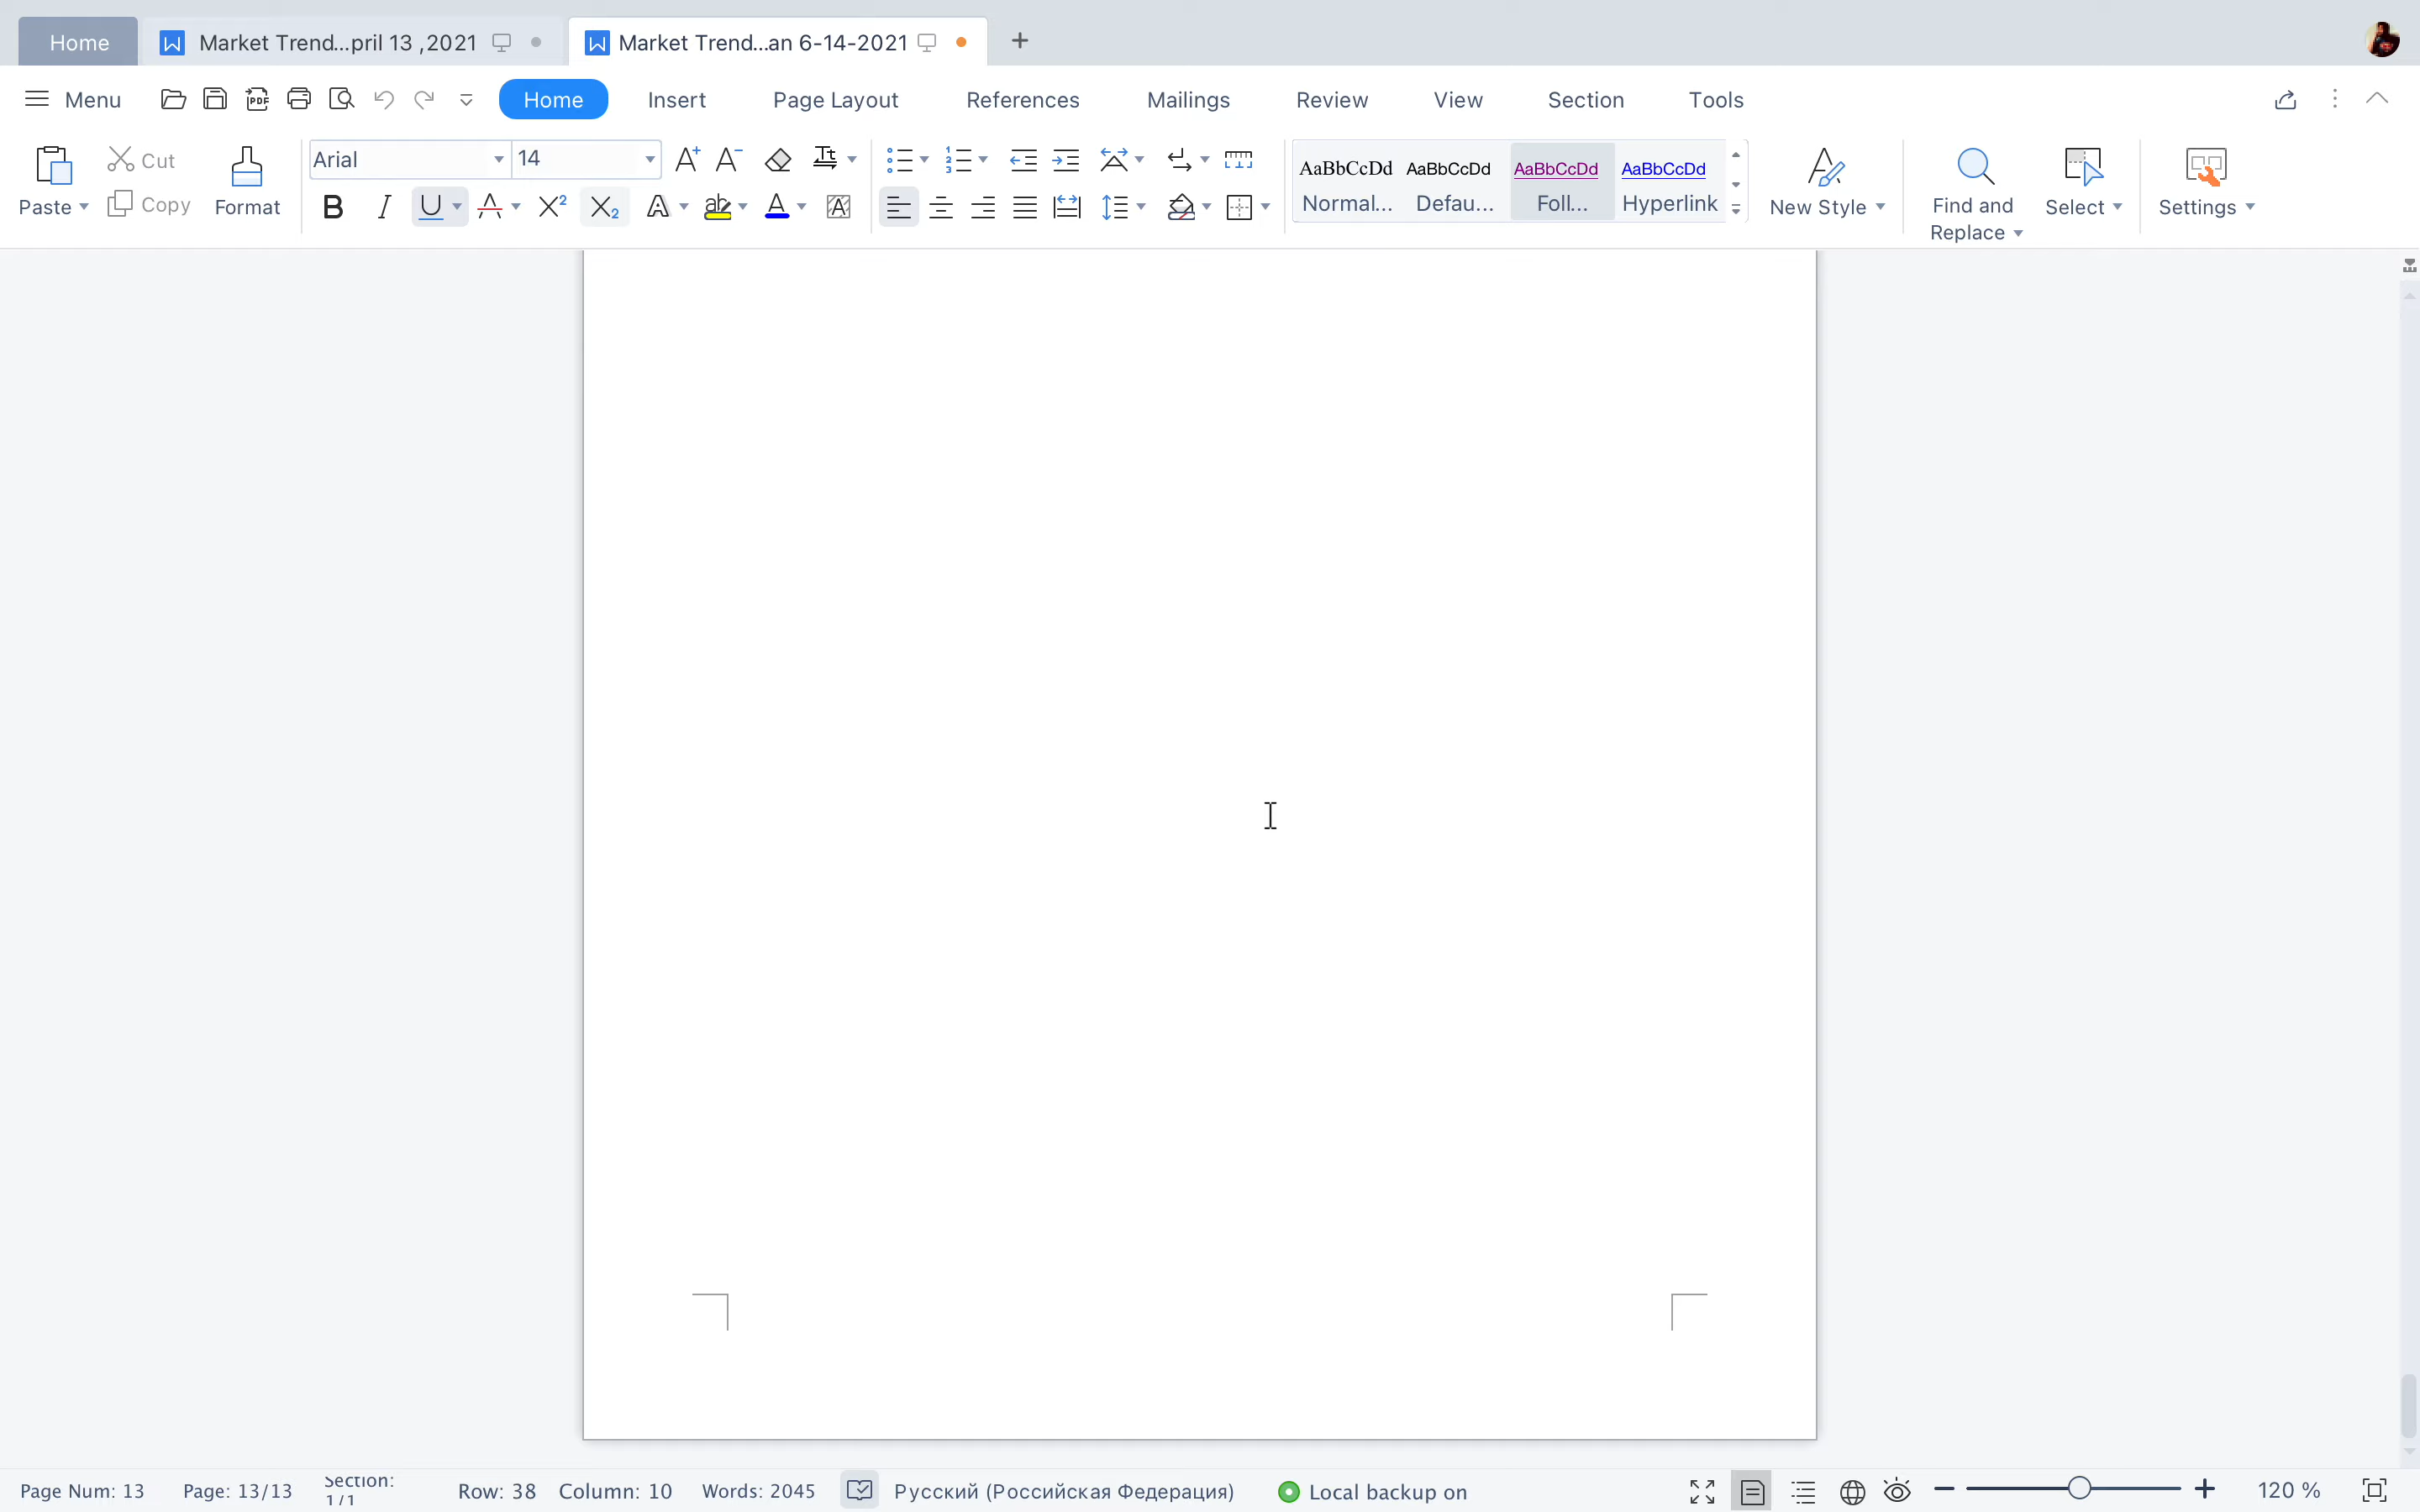 Home Market Trend...pril 13 ,2021 Market Trend...an 6-14-2021
Menu PDF Home Insert Page Layout References Mailings Review View Section Tools
Paste Cut Copy Format
Arial 14
AaBbCcDd AaBbCcDd AaBbCcDd AaBbCcDd
Normal... Defau... Foll... Hyperlink
New Style Find and Replace Select Settings
Page Num: 13 Page: 13/13 Section: 1/1 Row: 38 Column: 10 Words: 2045 Русский (Российская Федерация) Local backup on 120 %